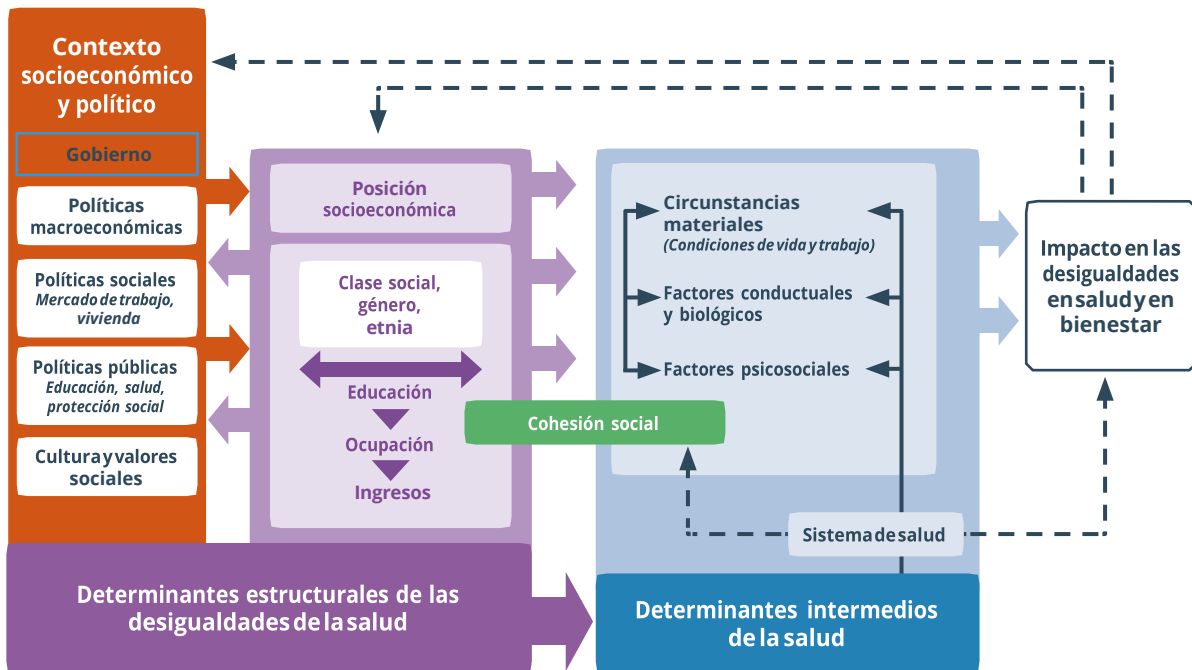 Contexto
socioeconómico
y político
Gobierno
Políticas
macroeconómicas
Políticas sociales
Mercado de trabajo,
vivienda
Políticas públicas
Educación, salud,
protección social
Cultura y valores
sociales
Posición
socioeconómica
Clase social,
género,
etnia
Educación
Ocupación
Ingresos
Cohesión social
Circunstancias
materiales
(Condiciones de vida y trabajo)
Factores conductuales
y biológicos
Factores psicosociales
Sistema de salud
Impacto en las
desigualdades
en salud y en
bienestar
Determinantes estructurales de las
desigualdades de la salud
Determinantes intermedios
de la salud